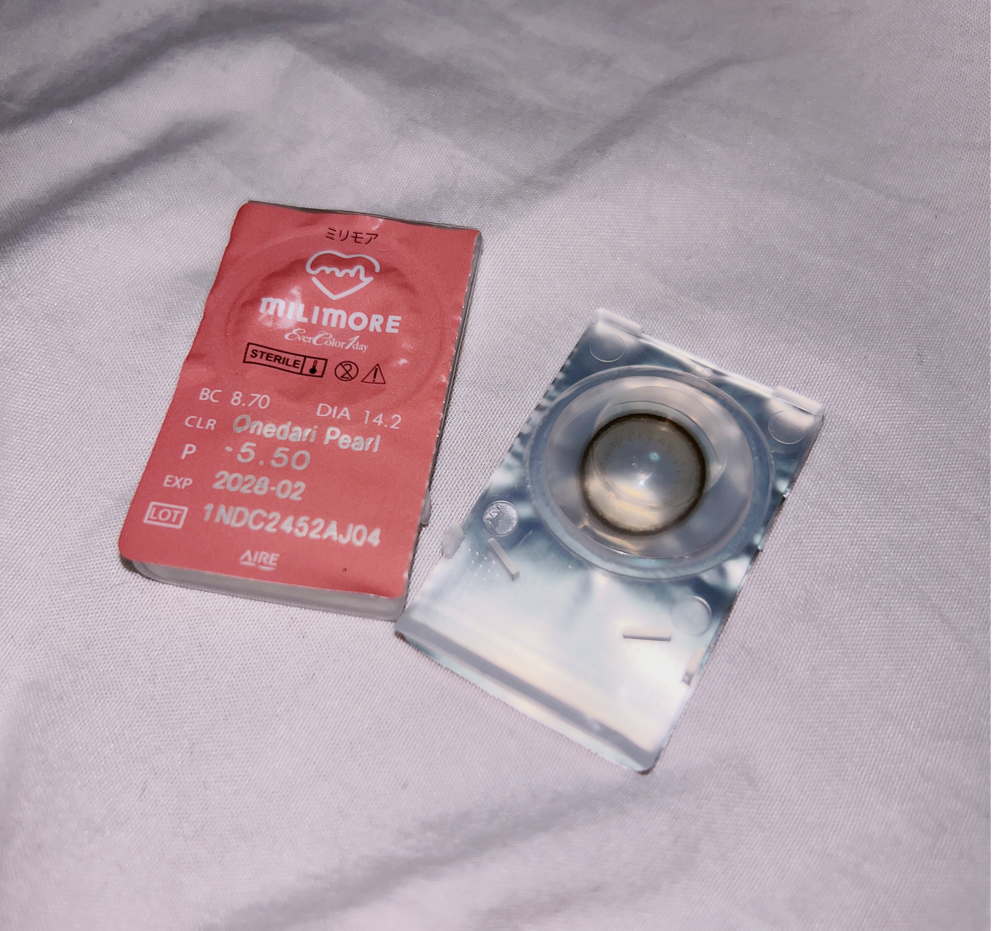 ミリモア
MILIMORE
EverColor1day
STERILE
BC 8.70 DIA 14.2
CLR Onedari Pearl
P -5.50
EXP 2028-02
LOT 1NDC2452AJ04
AIRE